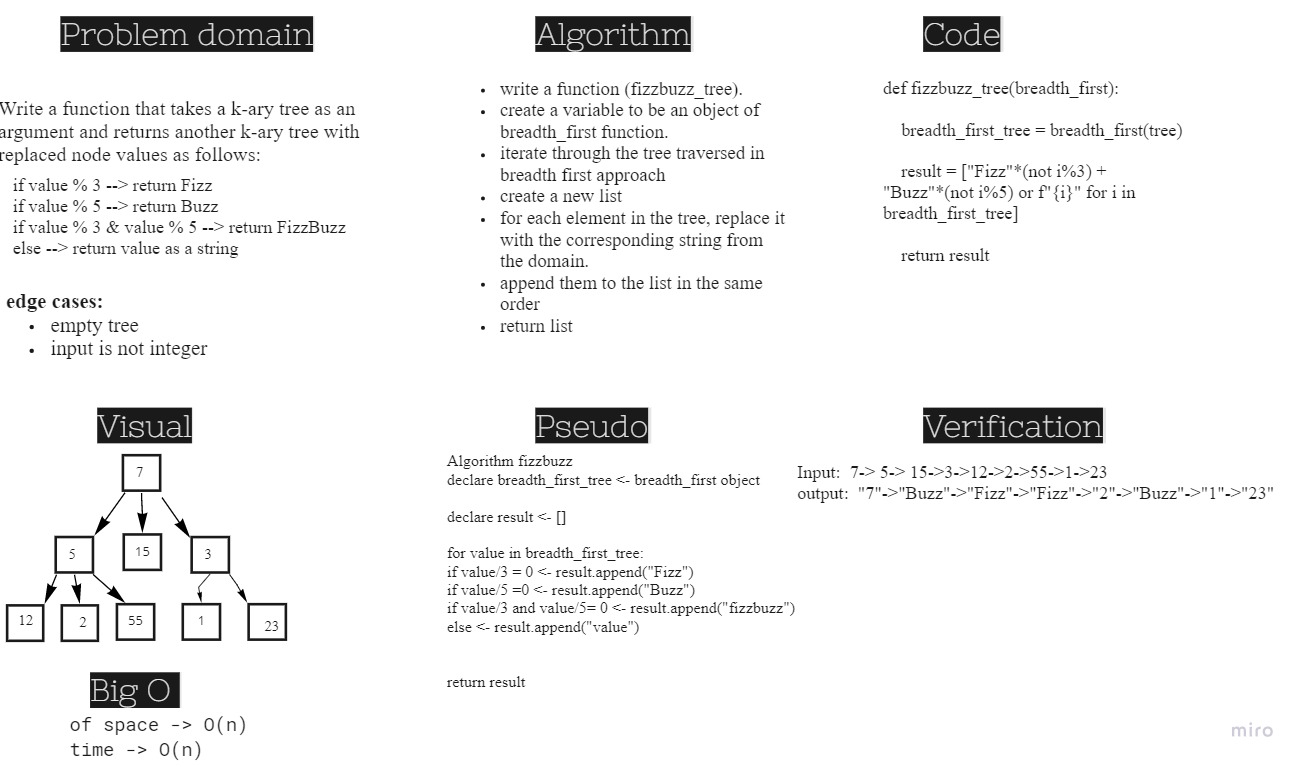 Problem domain
Write a function that takes a k-ary tree as an
argument and returns another k-ary tree with
replaced node values as follows:
if value % 3 --> return Fizz
if value % 5 --> return Buzz
if value % 3 & value % 5 --> return FizzBuzz
else --> return value as a string
edge cases:
• empty tree
• input is not integer
Algorithm
• write a function (fizzbuzz_tree).
• create a variable to be an object of
breadth_first function.
• iterate through the tree traversed in
breadth first approach
• create a new list
• for each element in the tree, replace it
with the corresponding string from
the domain.
• append them to the list in the same
order
• return list
Code
def fizzbuzz_tree(breadth_first):
breadth_first_tree = breadth_first(tree)
result = ["Fizz"*(not i%3) +
"Buzz"*(not i%5) or f"{i}" for i in
breadth_first_tree]
return result
Visual
7
5 15 3
12 2 55 1 23
Big O
of space -> O(n)
time -> O(n)
Pseudo
Algorithm fizzbuzz
declare breadth_first_tree <- breadth_first object
declare result <- []
for value in breadth_first_tree:
if value/3 = 0 <- result.append("Fizz")
if value/5 =0 <- result.append("Buzz")
if value/3 and value/5= 0 <- result.append("fizzbuzz")
else <- result.append("value")
return result
Verification
Input: 7-> 5-> 15->3->12->2->55->1->23
output: "7"->"Buzz"->"Fizz"->"Fizz"->"2"->"Buzz"->"1"->"23"
miro